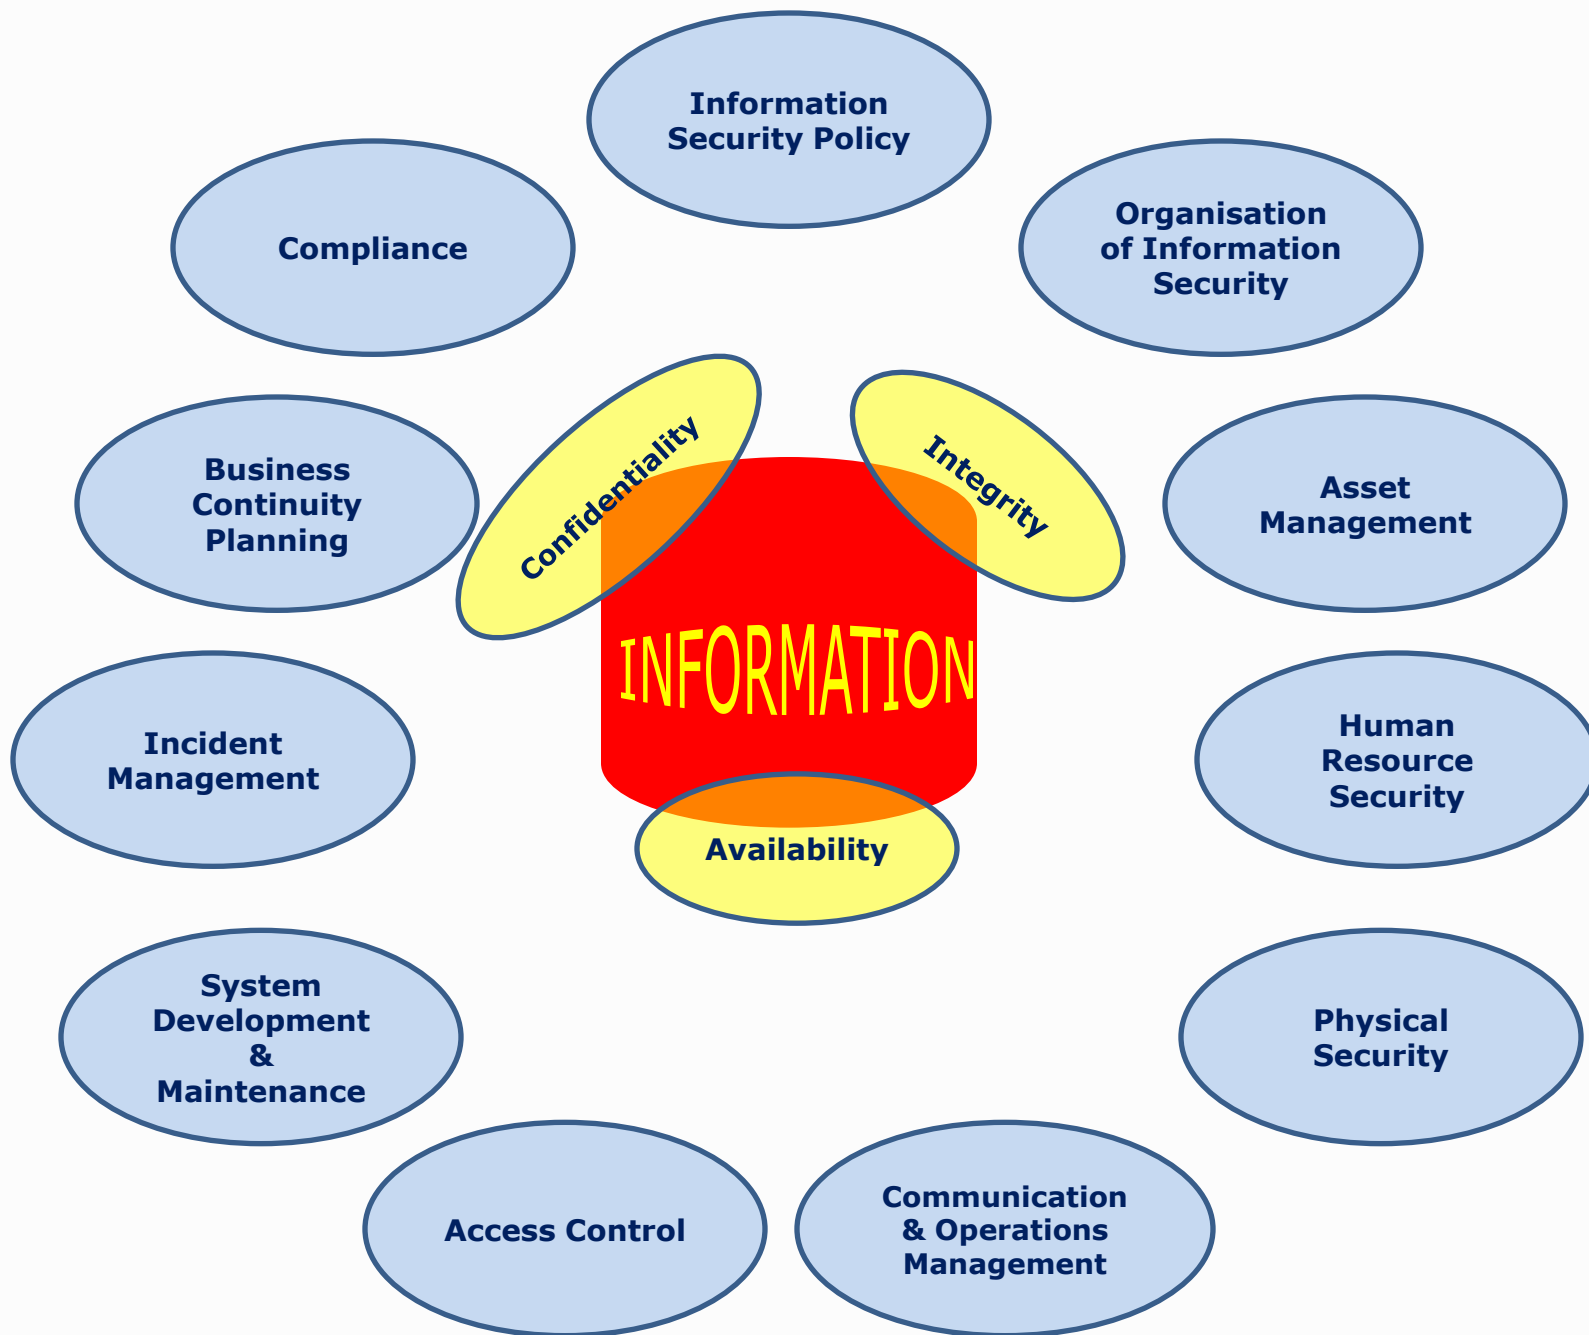 Information
Security Policy
Organisation
of Information
Security
Compliance
Confidentiality
Integrity
Business
Continuity
Planning
Asset
Management
INFORMATION
Incident
Management
Human
Resource
Security
Availability
System
Development
&
Maintenance
Physical
Security
Access Control
Communication
& Operations
Management